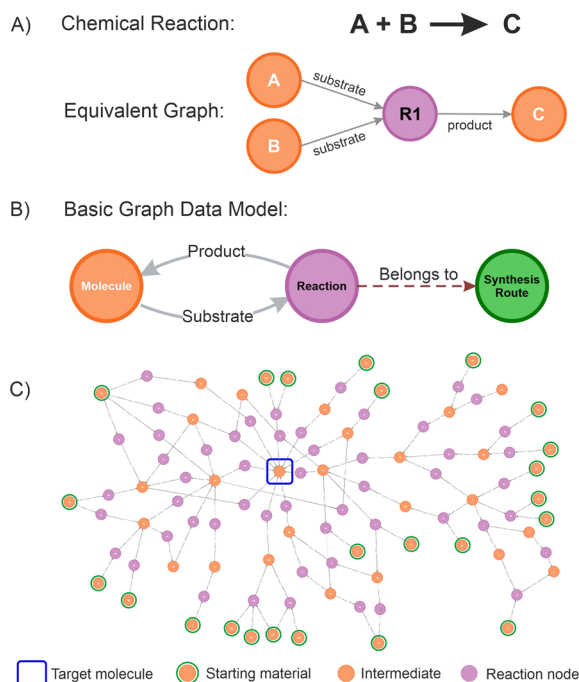 A) Chemical Reaction: A + B → C
Equivalent Graph:
A
substrate
B
substrate
R1
product
C
B) Basic Graph Data Model:
Molecule
Product
Substrate
Reaction
Belongs to
Synthesis
Route
C)
Target molecule Starting material Intermediate Reaction node